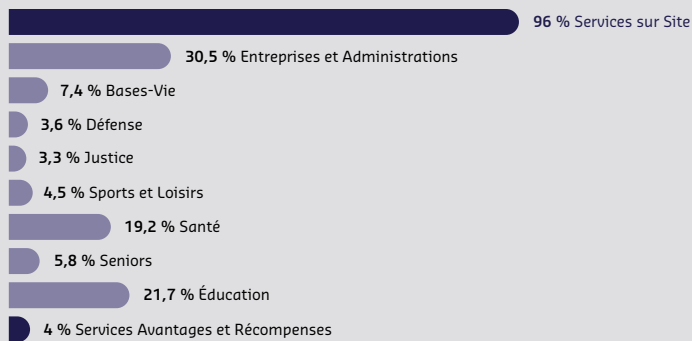 96 % Services sur Site
30,5 % Entreprises et Administrations
7,4 % Bases-Vie
3,6 % Défense
3,3 % Justice
4,5 % Sports et Loisirs
19,2 % Santé
5,8 % Seniors
21,7 % Éducation
4 % Services Avantages et Récompenses